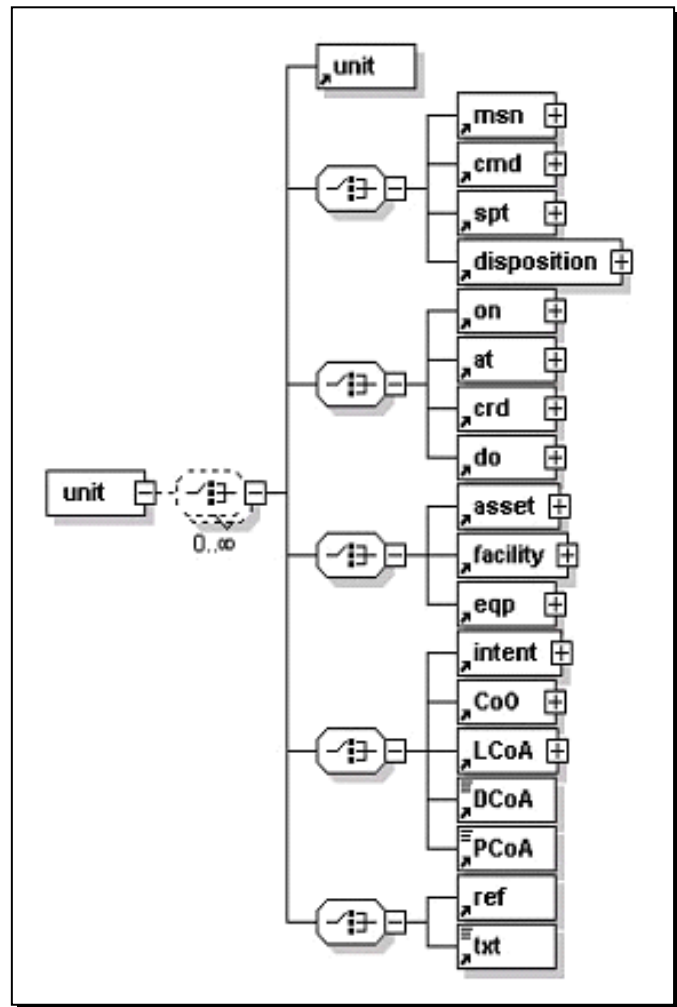 unit
msn
cmd
spt
disposition
on
at
crd
do
unit
0..∞
asset
facility
eqp
intent
CoO
LCoA
DCoA
PCoA
ref
txt